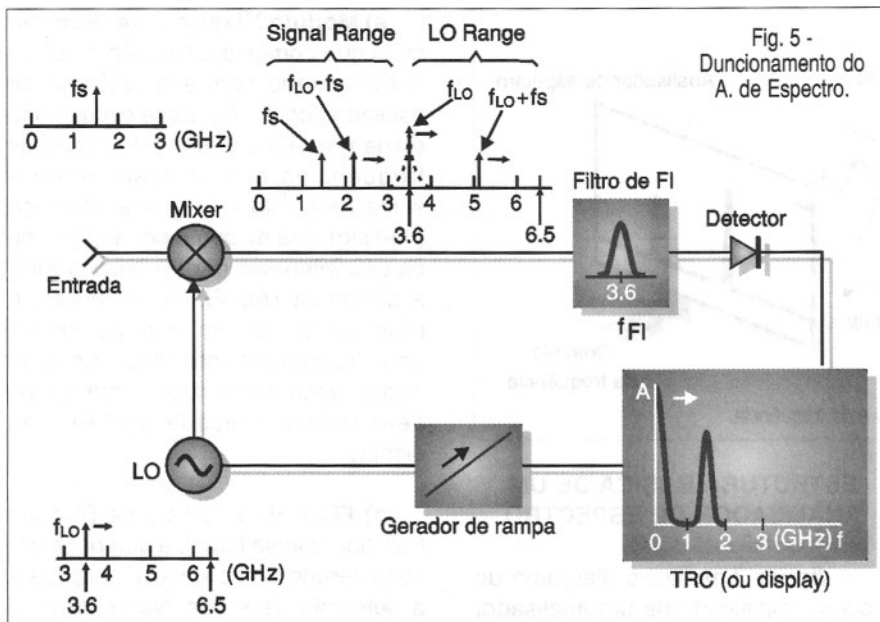 Signal Range LO Range
Fig. 5 -
Duncionamento do
A. de Espectro.
fs
0 1 2 3 (GHz)
fLO-fs
fs
fLO
fLO+fs
0 1 2 3 4 5 6
3.6 6.5
Mixer
Entrada
Filtro de FI
3.6
fFI
Detector
LO
fLO
3 4 5 6 (GHz)
3.6 6.5
Gerador de rampa
A
0 1 2 3 (GHz) f
TRC (ou display)